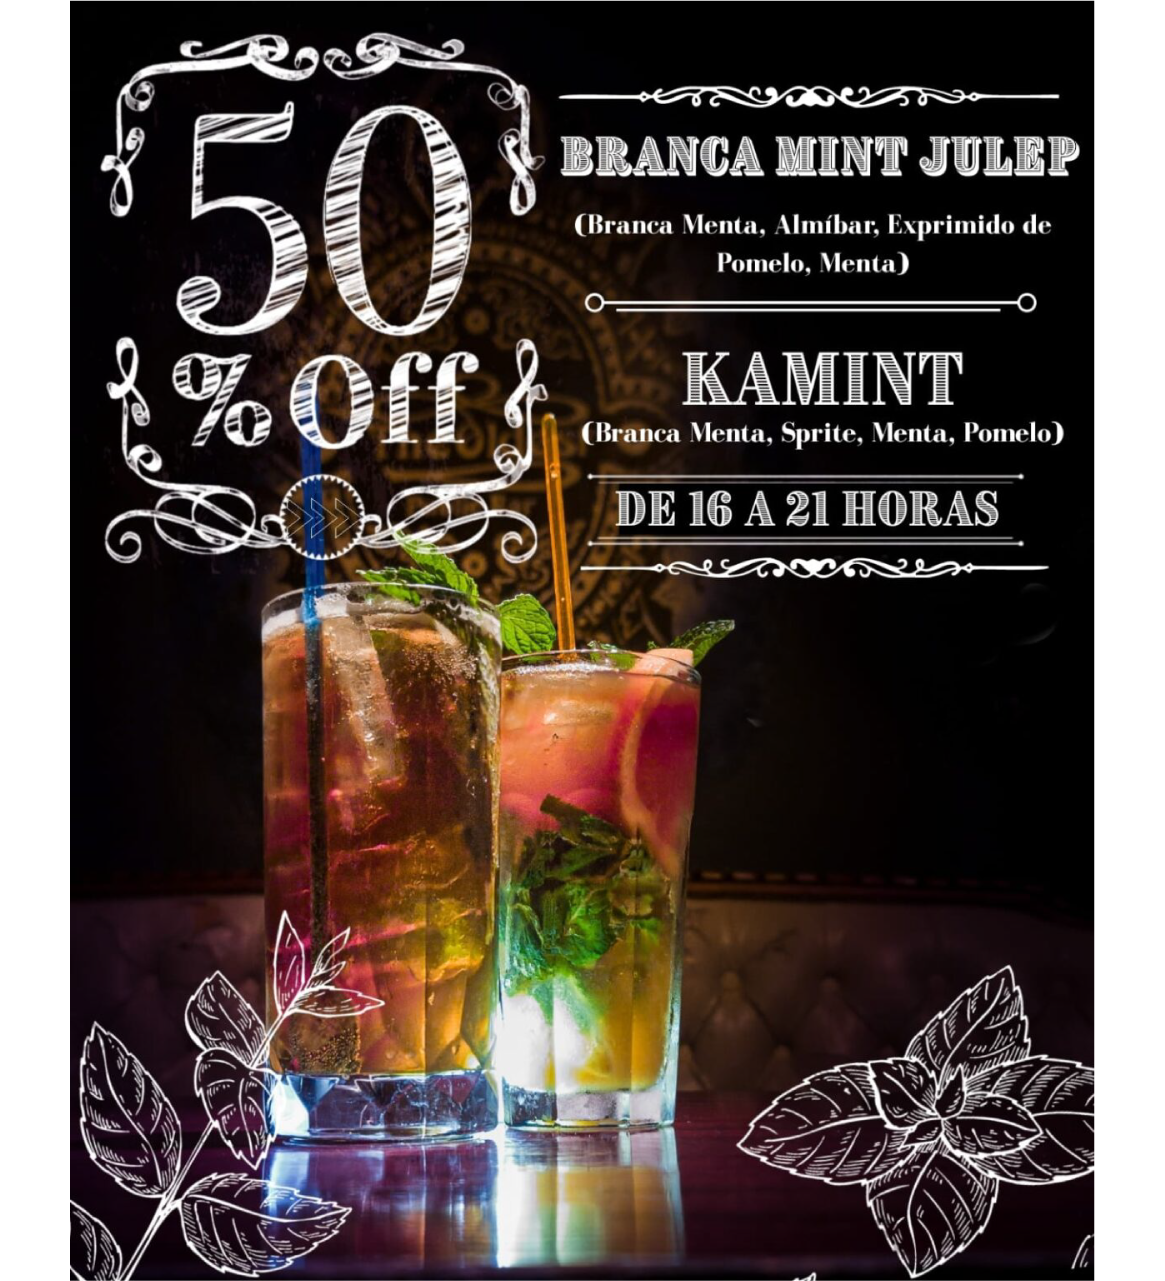 50
% Off
BRANCA MINT JULEP
(Branca Menta, Almíbar, Exprimido de
Pomelo, Menta)
KAMINT
(Branca Menta, Sprite, Menta, Pomelo)
DE 16 A 21 HORAS